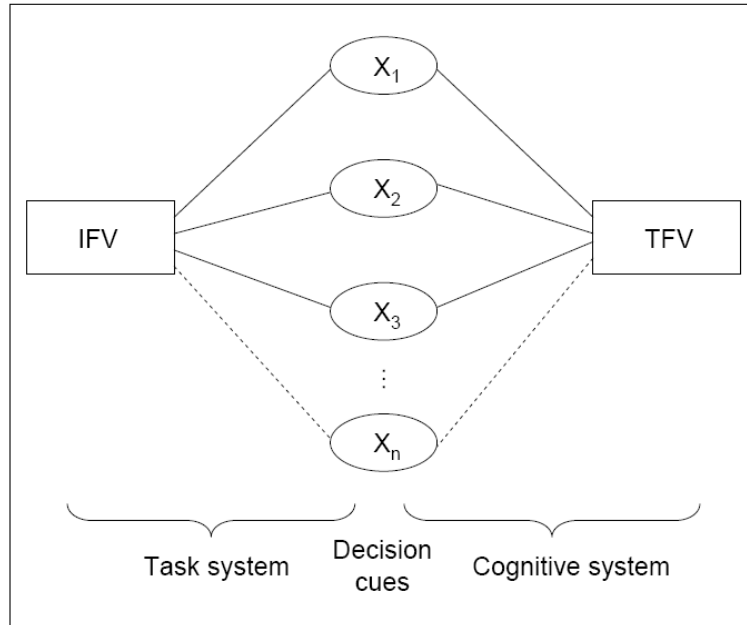 X1
X2
IFV
TFV
X3
⋮
Xn
Decision
cues
Task system
Cognitive system